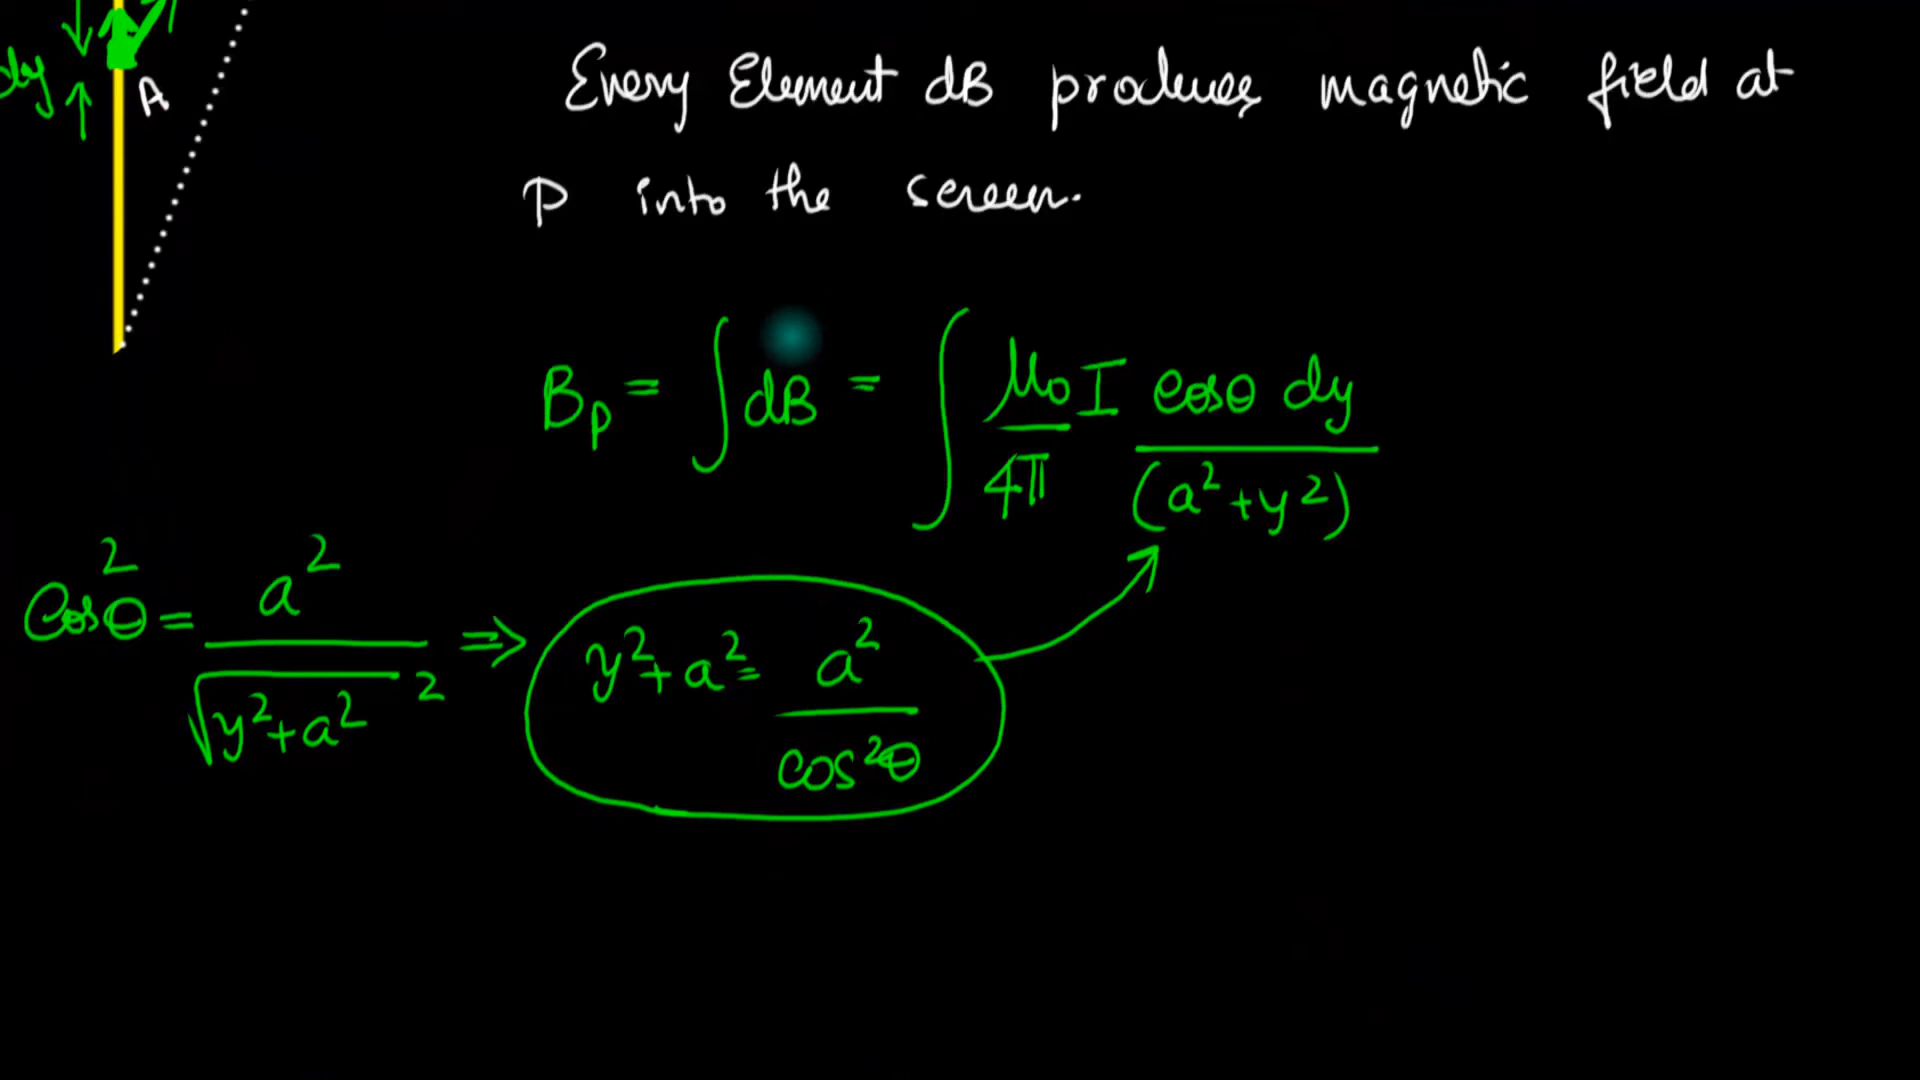 dy
A
Every Element dB produces magnetic field at
P into the screen.
Bp = ∫ dB = ∫ μ₀/4π I cosθ dy/(a²+y²)
Cos²θ = a²/√y²+a² ² ⇒ y²+a² = a²/cos²θ